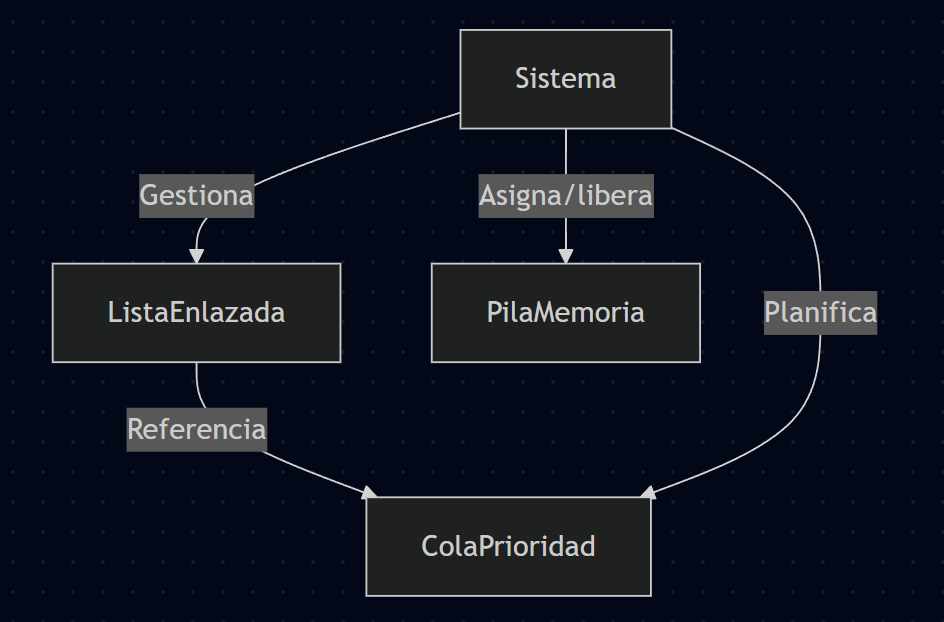 Sistema
Gestiona
Asigna/libera
ListaEnlazada
PilaMemoria
Planifica
Referencia
ColaPrioridad